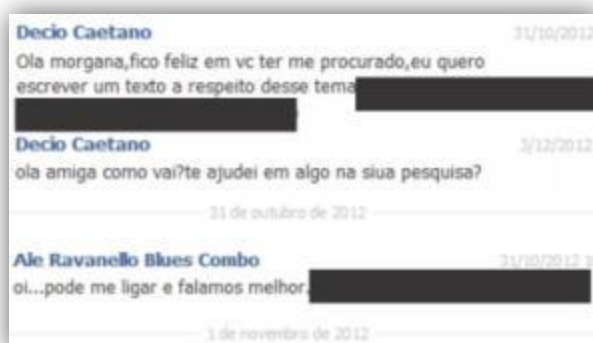 Decio Caetano 31/10/2012
Ola morgana,fico feliz em vc ter me procurado,eu quero
escrever um texto a respeito desse tema
Decio Caetano 3/12/2012
ola amiga como vai?te ajudei em algo na siua pesquisa?
31 de outubro de 2012
Ale Ravanello Blues Combo 31/10/2012 1
oi...pode me ligar e falamos melhor.
1 de novembro de 2012